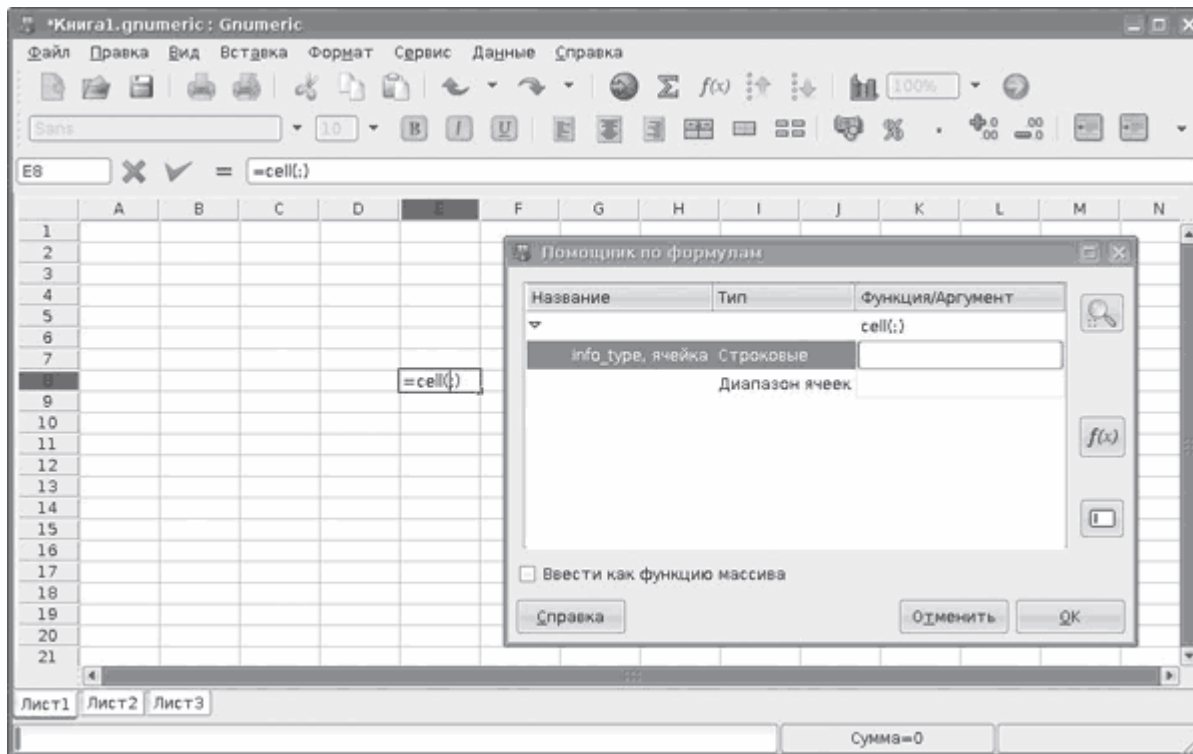 *Книга1.gnumeric : Gnumeric
Файл Правка Вид Вставка Формат Сервис Данные Справка
f(x) 100%
Sans 10 B I U % .00 .00
E8 = =cell(;)
A B C D E F G H I J K L M N
1
2
3
4
5
6
7
8 =cell(;)
9
10
11
12
13
14
15
16
17
18
19
20
21
Помощник по формулам
Название Тип Функция/Аргумент
cell(;)
info_type, ячейка Строковые
Диапазон ячеек
f(x)
Ввести как функцию массива
Справка Отменить OK
Лист1 Лист2 Лист3
Сумма=0